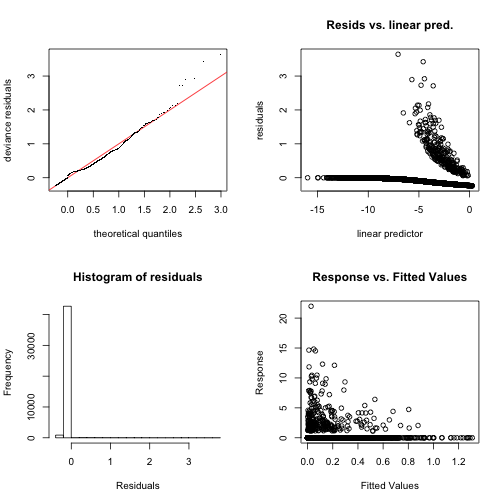 Resids vs. linear pred.
deviance residuals
0 1 2 3
0.0 0.5 1.0 1.5 2.0 2.5 3.0
theoretical quantiles
residuals
0 1 2 3
-15 -10 -5 0
linear predictor
Histogram of residuals
Frequency
0 10000 30000
0 1 2 3
Residuals
Response vs. Fitted Values
Response
0 5 10 15 20
0.0 0.2 0.4 0.6 0.8 1.0 1.2
Fitted Values